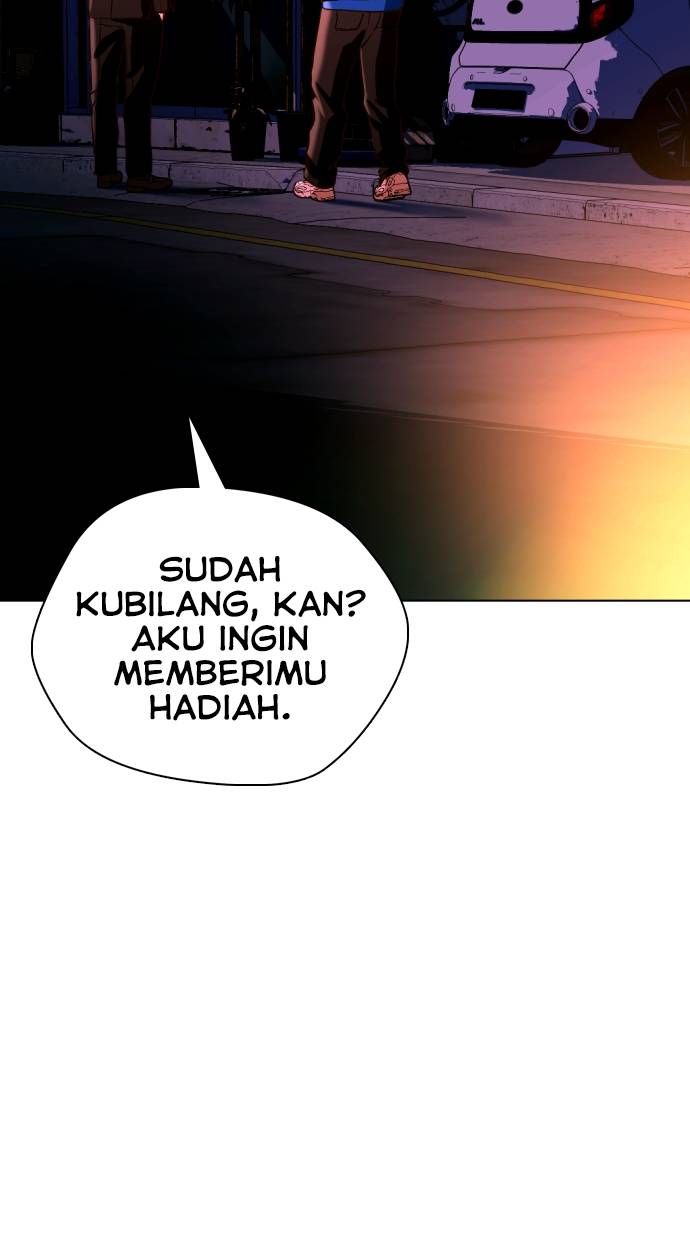 SUDAH
KUBILANG, KAN?
AKU INGIN
MEMBERIMU
HADIAH.